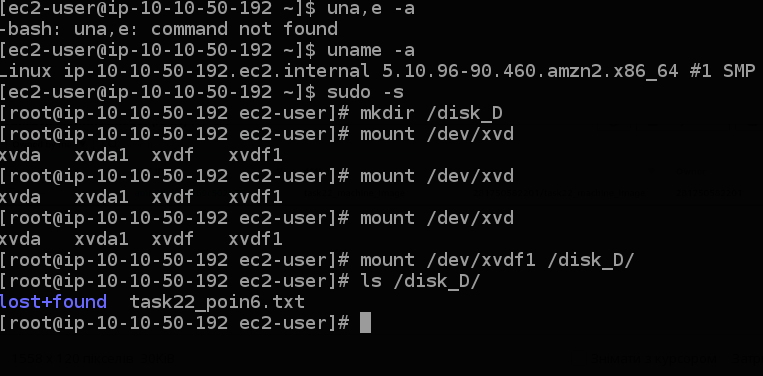 [ec2-user@ip-10-10-50-192 ~]$ una,e -a
-bash: una,e: command not found
[ec2-user@ip-10-10-50-192 ~]$ uname -a
Linux ip-10-10-50-192.ec2.internal 5.10.96-90.460.amzn2.x86_64 #1 SMP
[ec2-user@ip-10-10-50-192 ~]$ sudo -s
[root@ip-10-10-50-192 ec2-user]# mkdir /disk_D
[root@ip-10-10-50-192 ec2-user]# mount /dev/xvd
xvda   xvda1  xvdf   xvdf1
[root@ip-10-10-50-192 ec2-user]# mount /dev/xvd
xvda   xvda1  xvdf   xvdf1
[root@ip-10-10-50-192 ec2-user]# mount /dev/xvd
xvda   xvda1  xvdf   xvdf1
[root@ip-10-10-50-192 ec2-user]# mount /dev/xvdf1 /disk_D/
[root@ip-10-10-50-192 ec2-user]# ls /disk_D/
lost+found  task22_poin6.txt
[root@ip-10-10-50-192 ec2-user]#